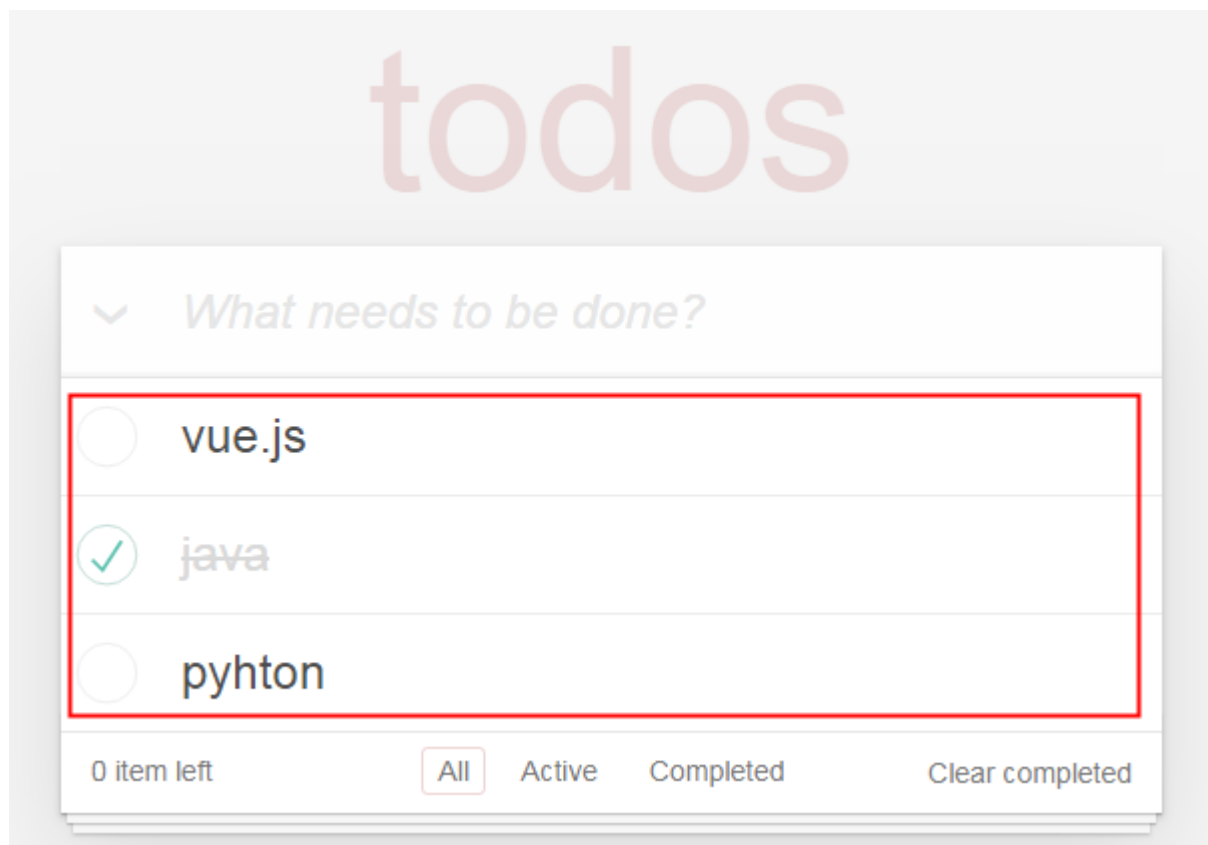 todos
What needs to be done?
vue.js
java
pyhton
0 item left All Active Completed Clear completed